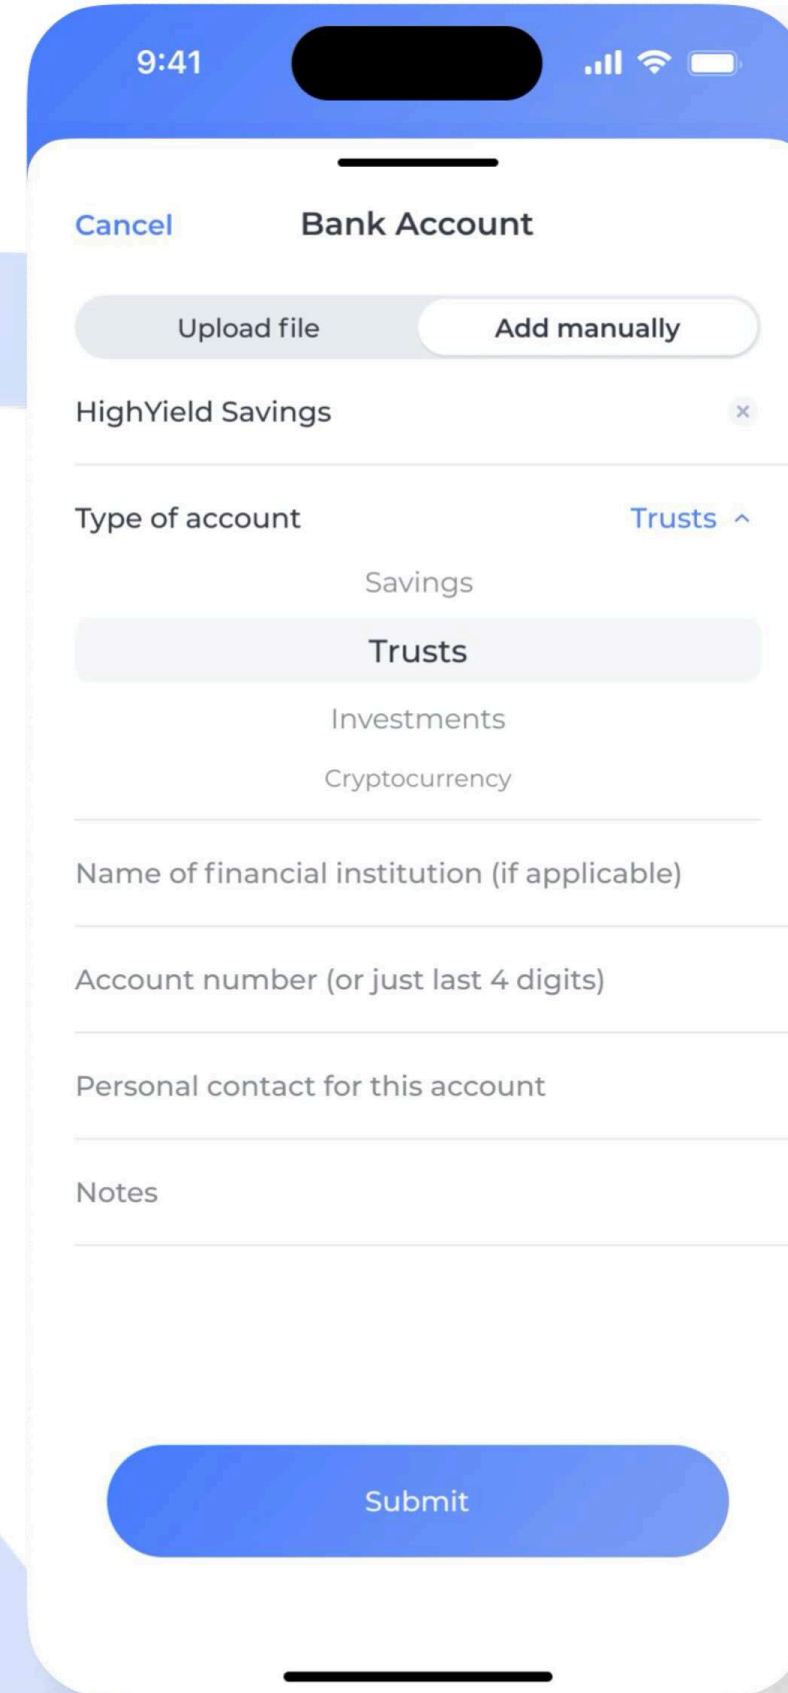 9:41
Cancel
Bank Account
Upload file
Add manually
HighYield Savings
Type of account
Trusts
Savings
Trusts
Investments
Cryptocurrency
Name of financial institution (if applicable)
Account number (or just last 4 digits)
Personal contact for this account
Notes
Submit